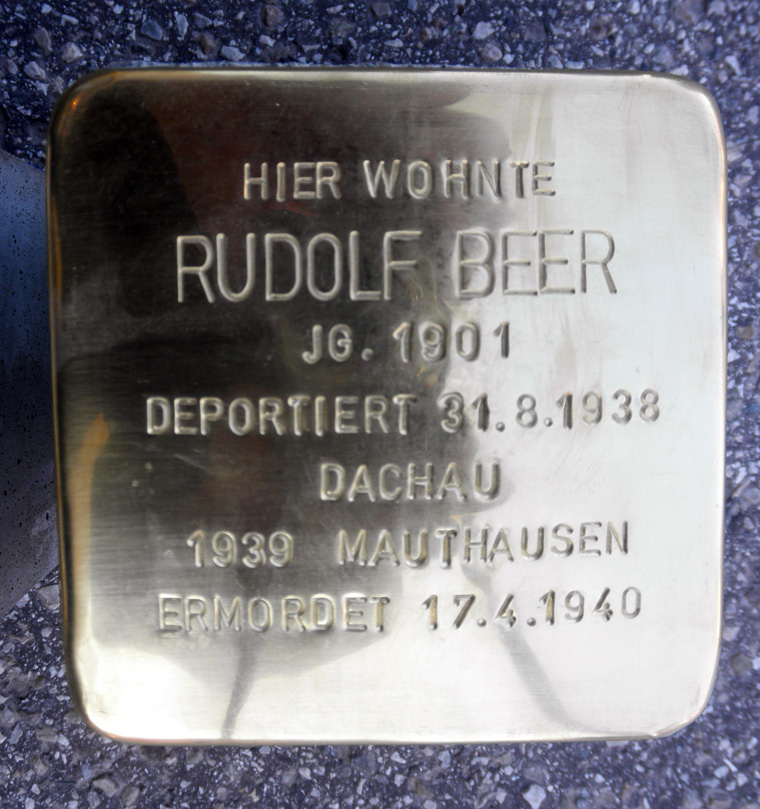 HIER WOHNTE
RUDOLF BEER
JG. 1901
DEPORTIERT 31.8.1938
DACHAU
1939 MAUTHAUSEN
ERMORDET 17.4.1940